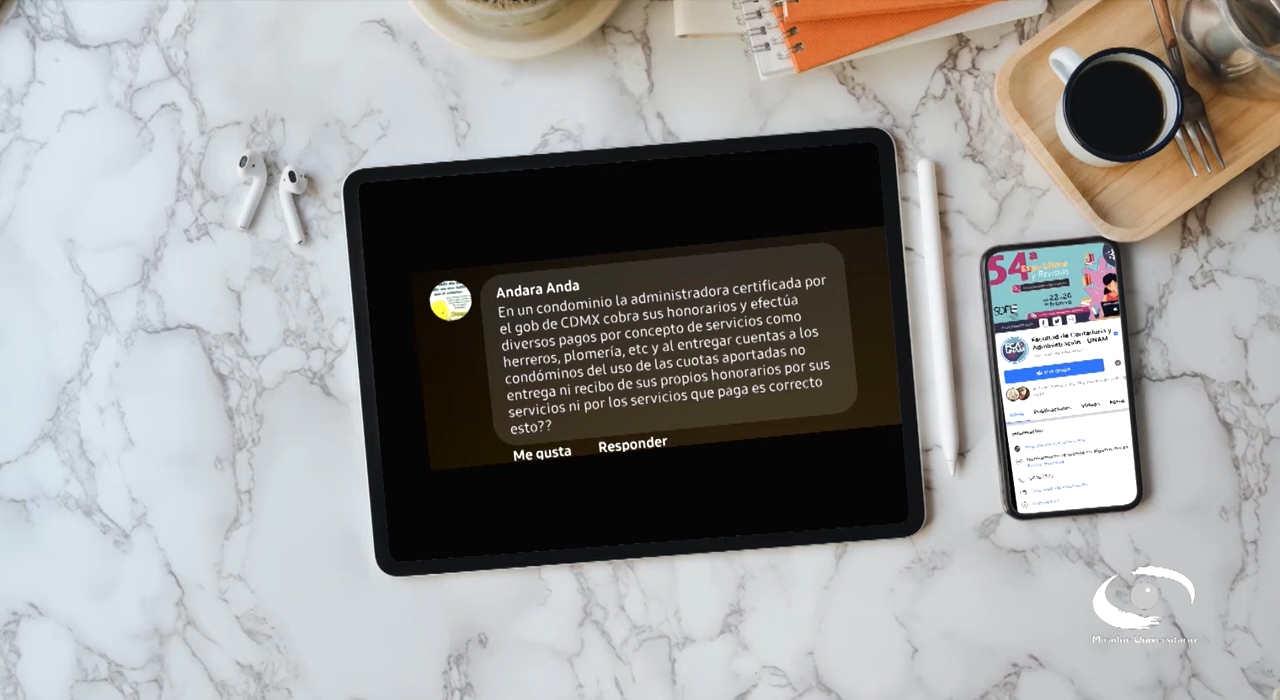 Andara Anda
En un condominio la administradora certificada por
el gob de CDMX cobra sus honorarios y efectúa
diversos pagos por concepto de servicios como
herreros, plomería, etc y al entregar cuentas a los
condóminos del uso de las cuotas aportadas no
entrega ni recibo de sus propios honorarios por sus
servicios ni por los servicios que paga es correcto
esto??
Me gusta Responder
54ª
y Revistas
Facultad de Contaduría y
Administración - UNAM
Publicaciones Videos
Información
Mirador Universitario